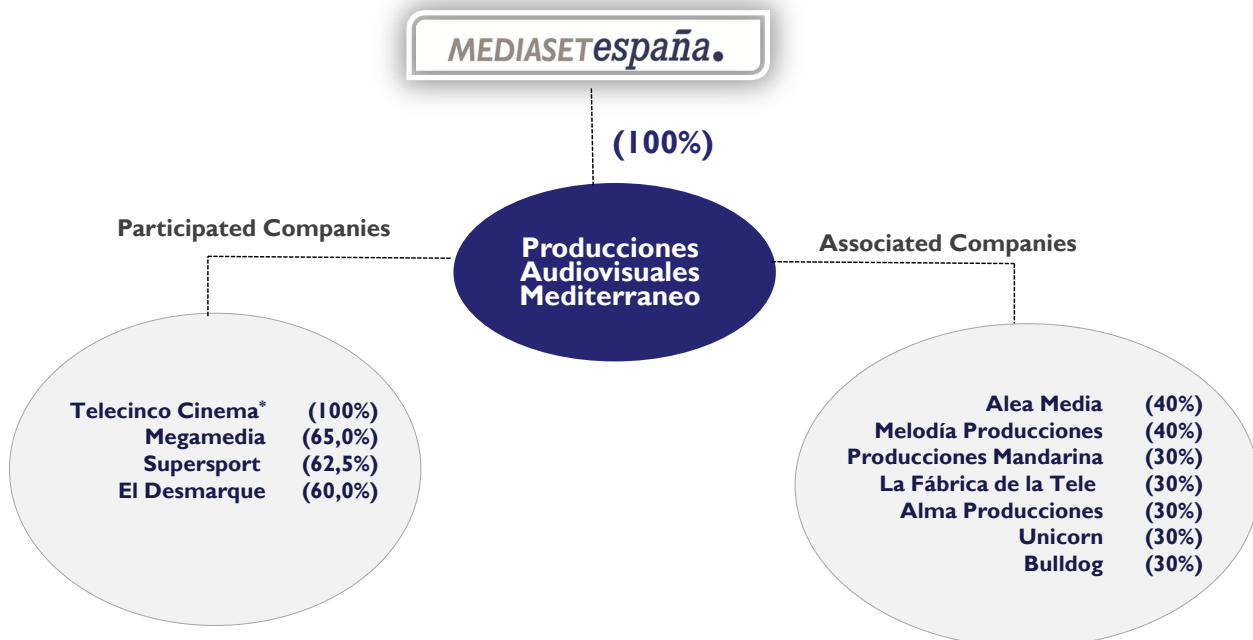 MEDIASETespaña.
(100%)
Participated Companies
Producciones
Audiovisuales
Mediterraneo
Associated Companies
Telecinco Cinema* (100%)
Megamedia (65,0%)
Supersport (62,5%)
El Desmarque (60,0%)
Alea Media (40%)
Melodía Producciones (40%)
Producciones Mandarina (30%)
La Fábrica de la Tele (30%)
Alma Producciones (30%)
Unicorn (30%)
Bulldog (30%)